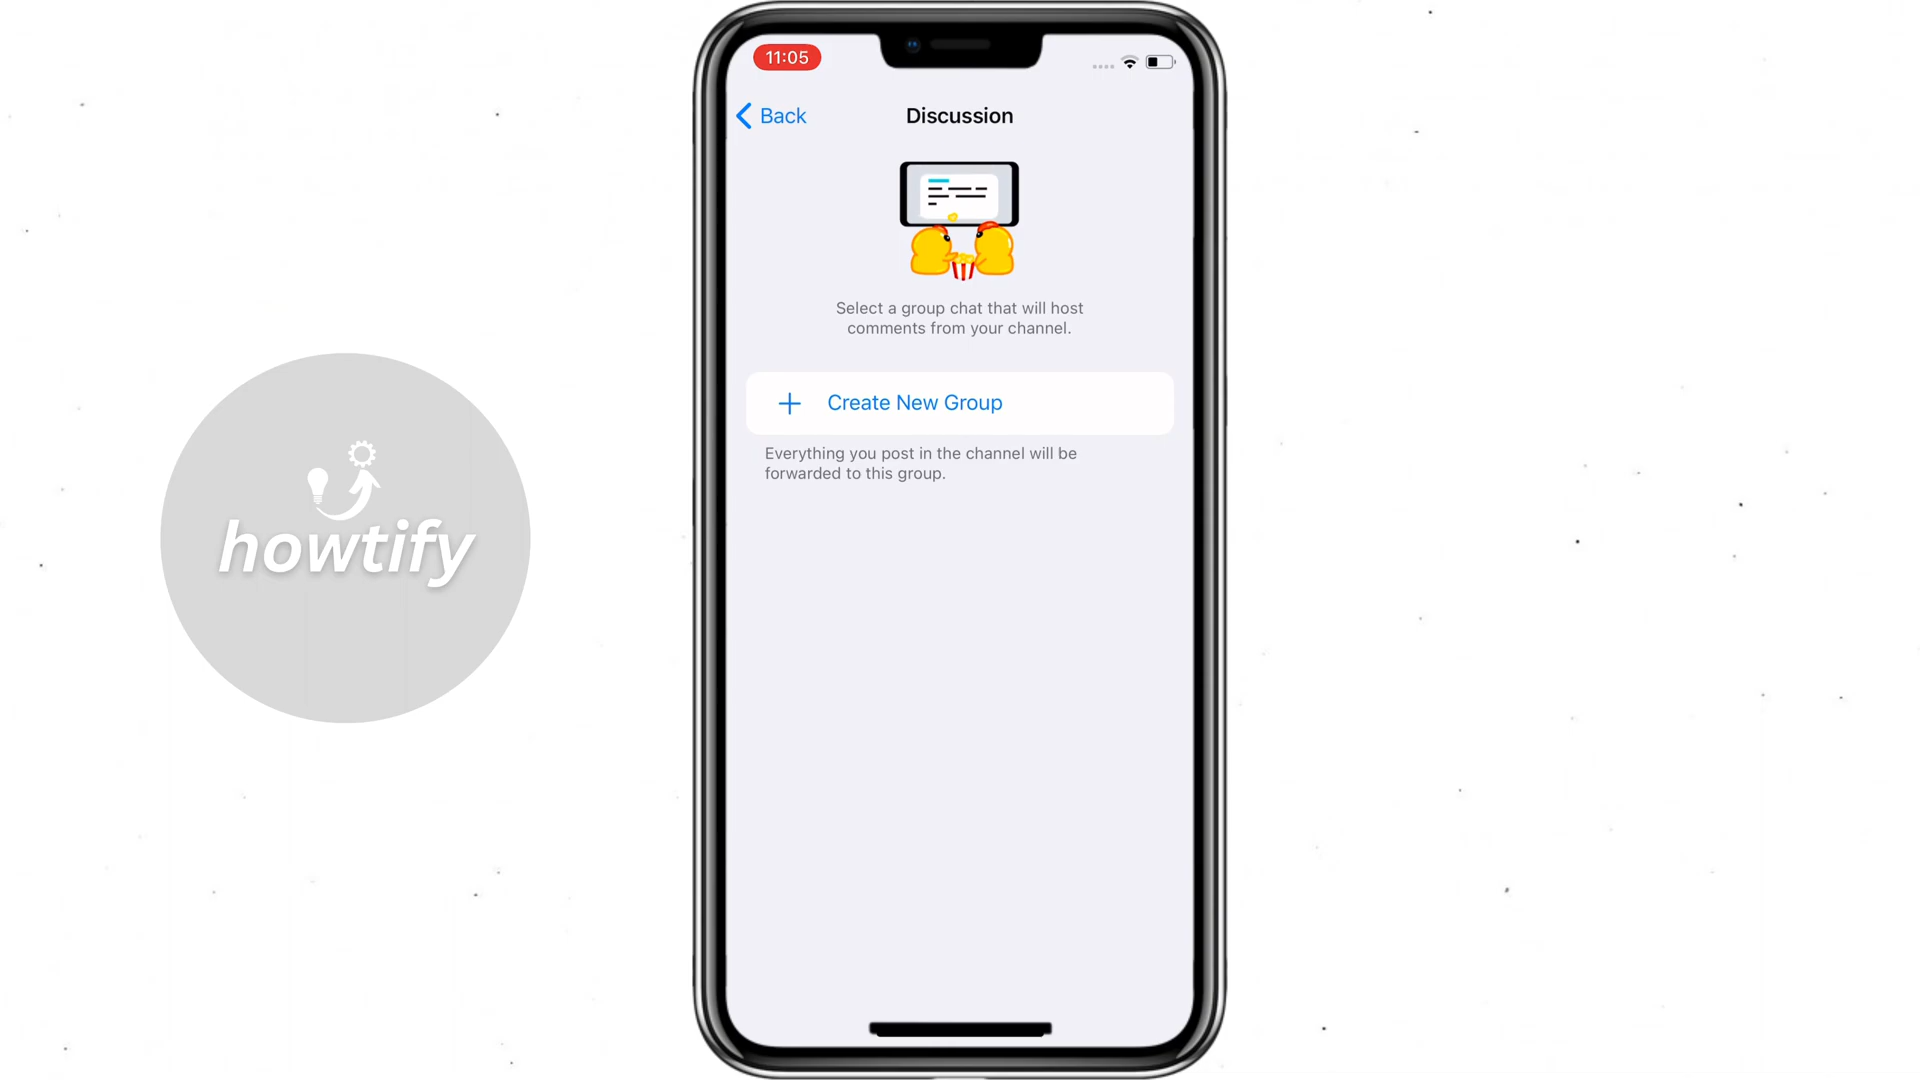 11:05
Back
Discussion
Select a group chat that will host
comments from your channel.
Create New Group
Everything you post in the channel will be
forwarded to this group.
howtify